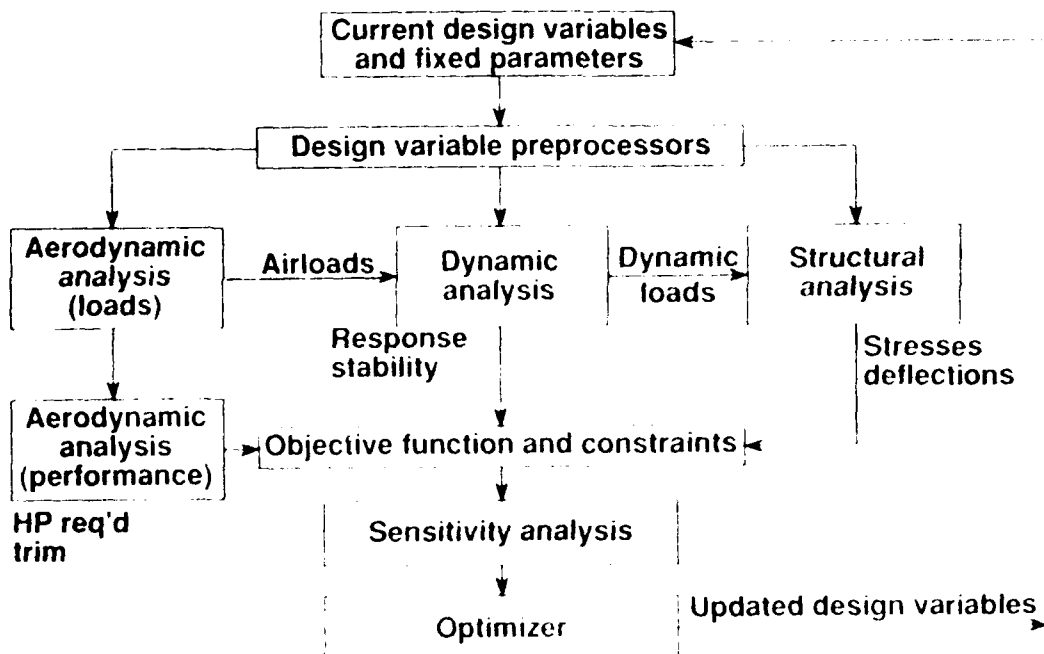 Current design variables
and fixed parameters
Design variable preprocessors
Aerodynamic
analysis
(loads)
Airloads
Dynamic
analysis
Dynamic
loads
Structural
analysis
Response
stability
Stresses
deflections
Aerodynamic
analysis
(performance)
Objective function and constraints
HP req'd
trim
Sensitivity analysis
Optimizer
Updated design variables